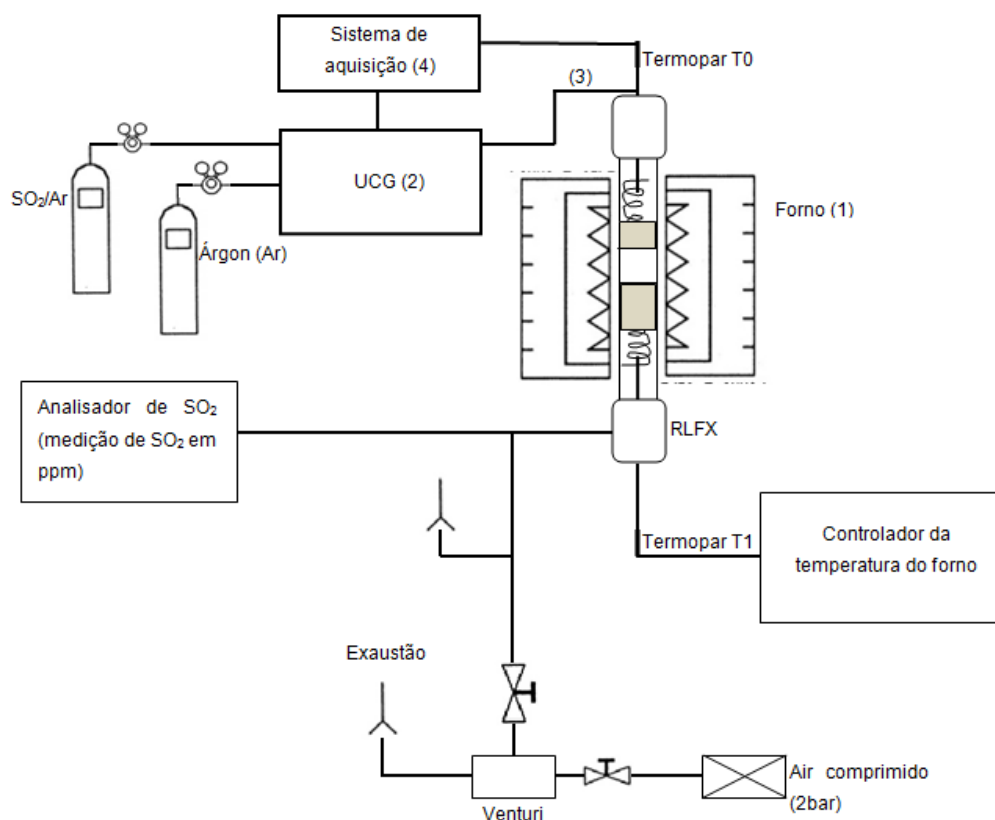 Sistema de
aquisição (4)
Termopar T0
(3)
UCG (2)
SO₂/Ar
Árgon (Ar)
Forno (1)
Analisador de SO₂
(medição de SO₂ em
ppm)
RLFX
Termopar T1
Controlador da
temperatura do forno
Exaustão
Air comprimido
(2bar)
Venturi